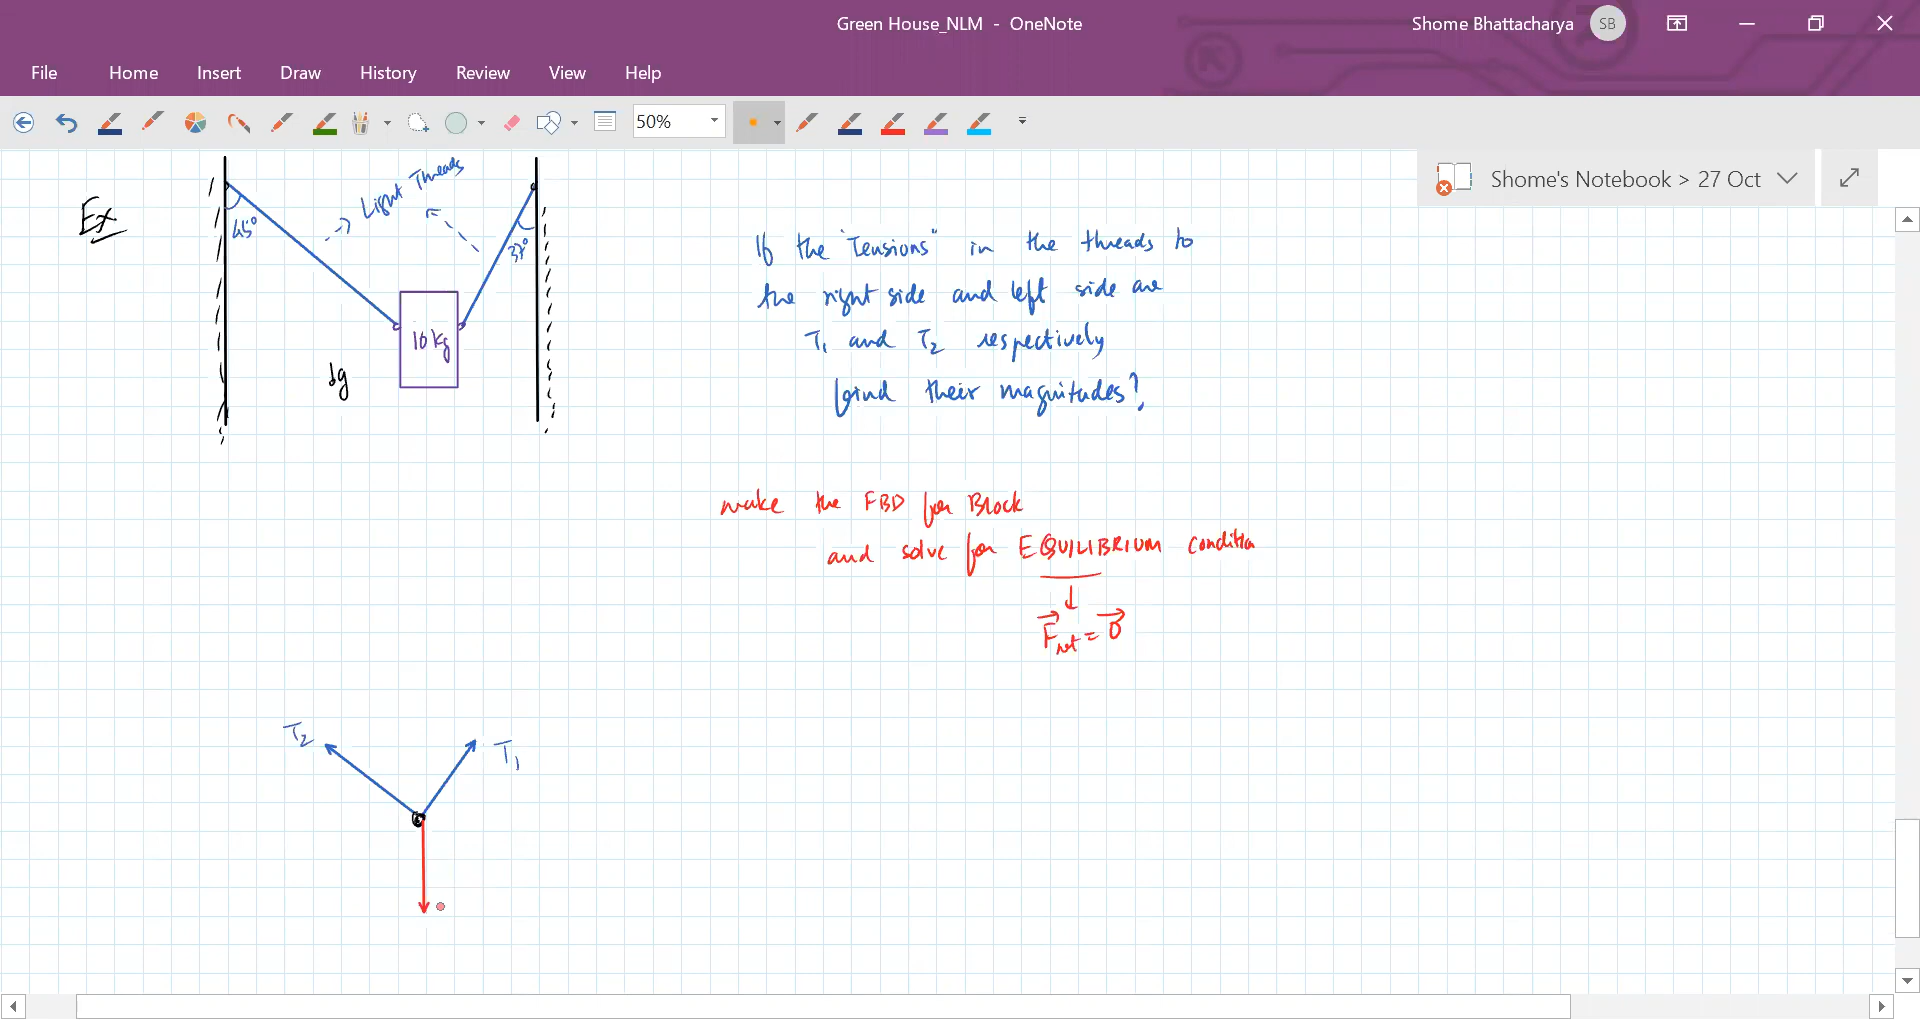 Green House_NLM - OneNote
Shome Bhattacharya
SB
File Home Insert Draw History Review View Help
50%
Shome's Notebook > 27 Oct
Ex
45°
Light Threads
37°
10 kg
↓g
If the "Tensions" in the threads to
the right side and left side are
T₁ and T₂ respectively
find their magnitudes?
make the FBD for Block
and solve for EQUILIBRIUM condition
↓
F⃗net = 0⃗
T₂
T₁